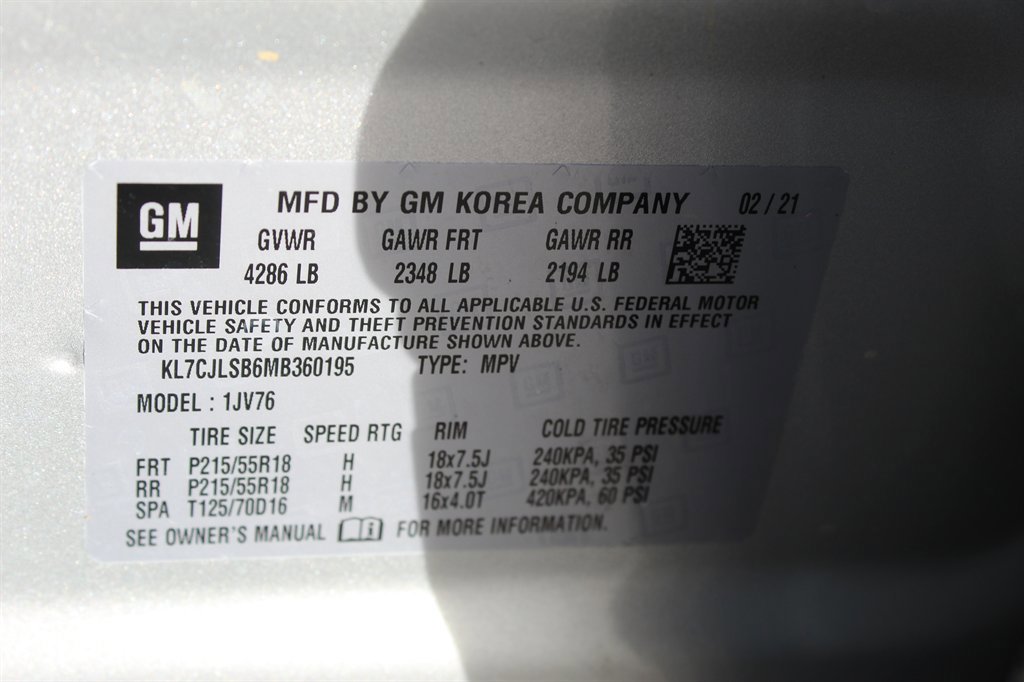 GM
MFD BY GM KOREA COMPANY 02 / 21
GVWR GAWR FRT GAWR RR
4286 LB 2348 LB 2194 LB
THIS VEHICLE CONFORMS TO ALL APPLICABLE U.S. FEDERAL MOTOR
VEHICLE SAFETY AND THEFT PREVENTION STANDARDS IN EFFECT
ON THE DATE OF MANUFACTURE SHOWN ABOVE.
KL7CJLSB6MB360195 TYPE: MPV
MODEL : 1JV76
TIRE SIZE SPEED RTG RIM COLD TIRE PRESSURE
FRT P215/55R18 H 18x7.5J 240KPA, 35 PSI
RR P215/55R18 H 18x7.5J 240KPA, 35 PSI
SPA T125/70D16 M 16x4.0T 420KPA, 60 PSI
SEE OWNER'S MANUAL FOR MORE INFORMATION.